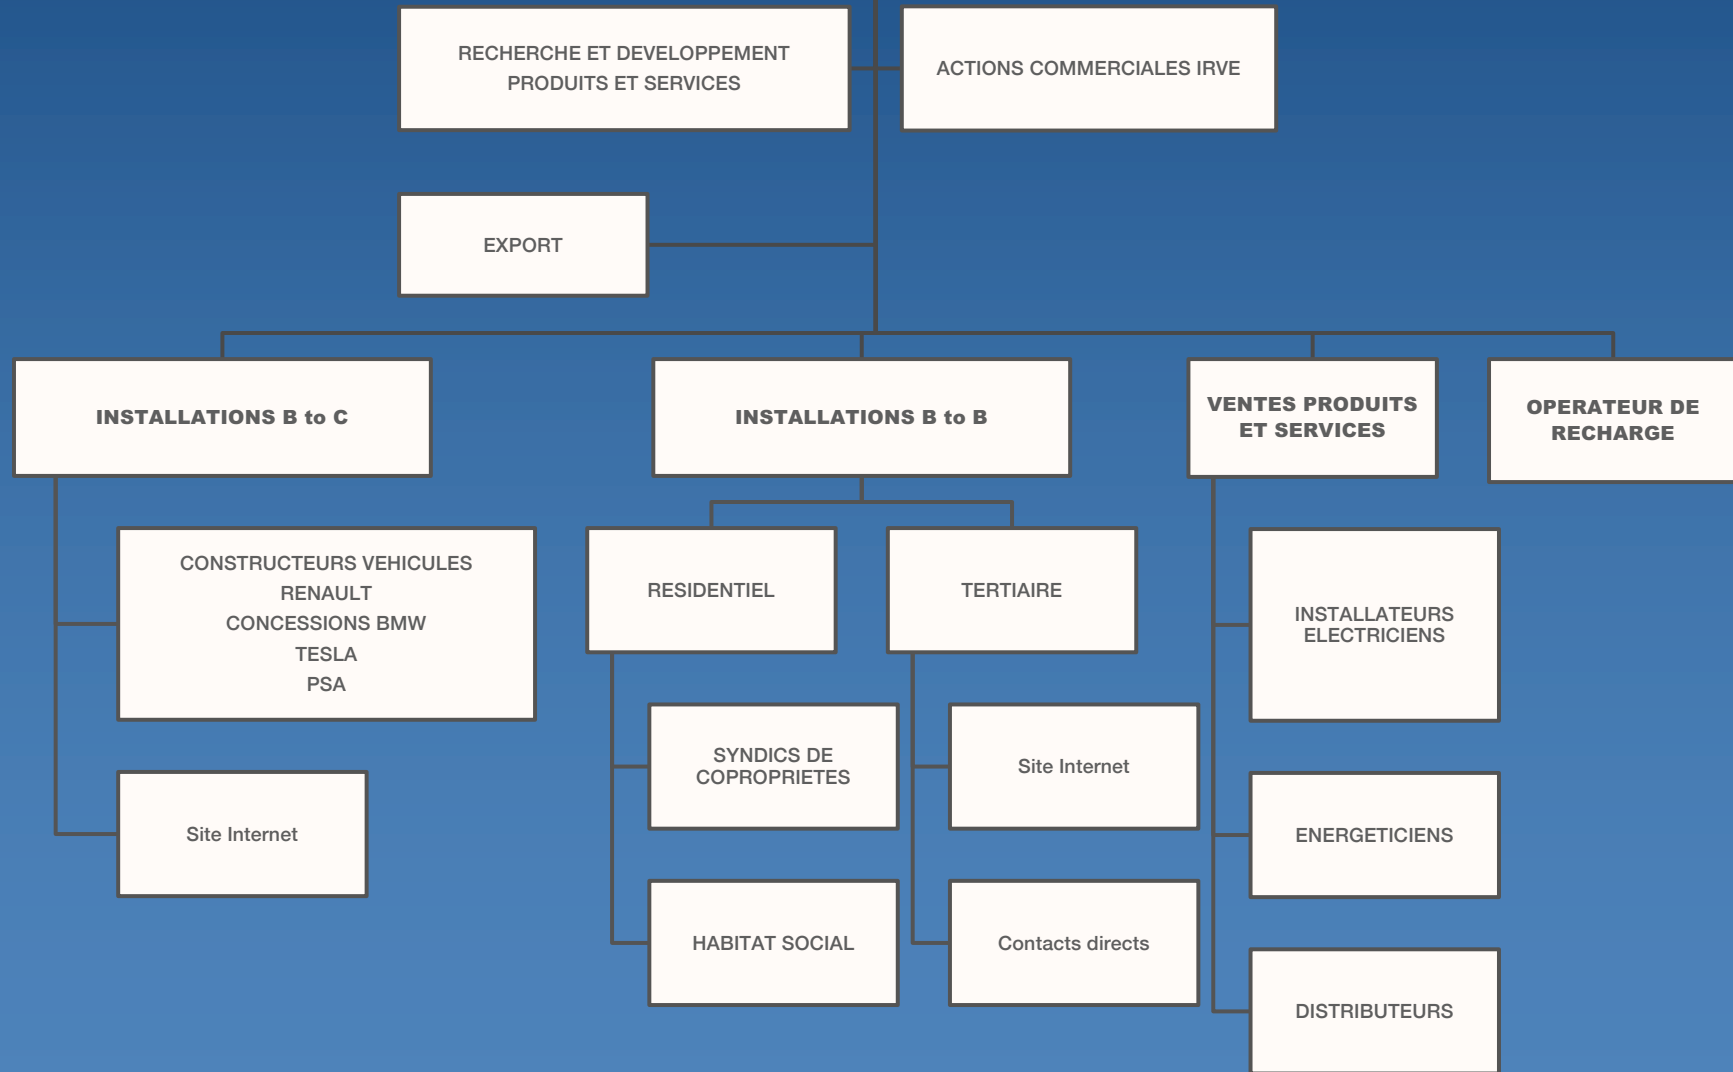 RECHERCHE ET DEVELOPPEMENT
PRODUITS ET SERVICES
ACTIONS COMMERCIALES IRVE
EXPORT
INSTALLATIONS B to C
INSTALLATIONS B to B
VENTES PRODUITS
ET SERVICES
OPERATEUR DE
RECHARGE
CONSTRUCTEURS VEHICULES
RENAULT
CONCESSIONS BMW
TESLA
PSA
Site Internet
RESIDENTIEL
TERTIAIRE
SYNDICS DE
COPROPRIETES
HABITAT SOCIAL
Site Internet
Contacts directs
INSTALLATEURS
ELECTRICIENS
ENERGETICIENS
DISTRIBUTEURS